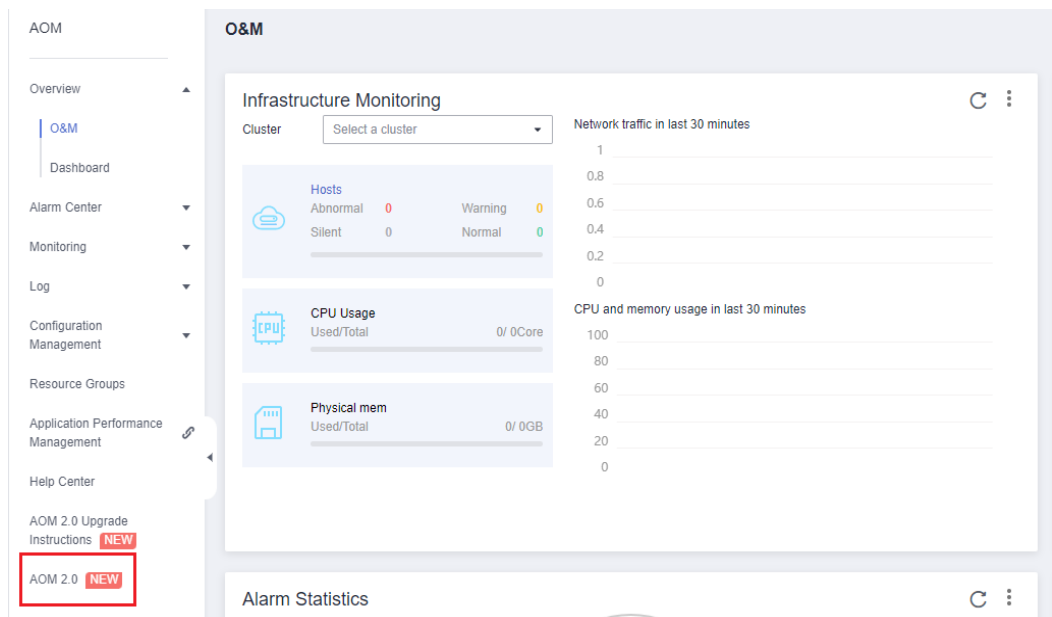 AOM
Overview
O&M
Dashboard
Alarm Center
Monitoring
Log
Configuration
Management
Resource Groups
Application Performance
Management
Help Center
AOM 2.0 Upgrade
Instructions NEW
AOM 2.0 NEW
O&M
Infrastructure Monitoring
Cluster Select a cluster
Hosts
Abnormal 0 Warning 0
Silent 0 Normal 0
CPU
CPU Usage
Used/Total 0/ 0Core
Physical mem
Used/Total 0/ 0GB
Network traffic in last 30 minutes
1
0.8
0.6
0.4
0.2
0
CPU and memory usage in last 30 minutes
100
80
60
40
20
0
Alarm Statistics